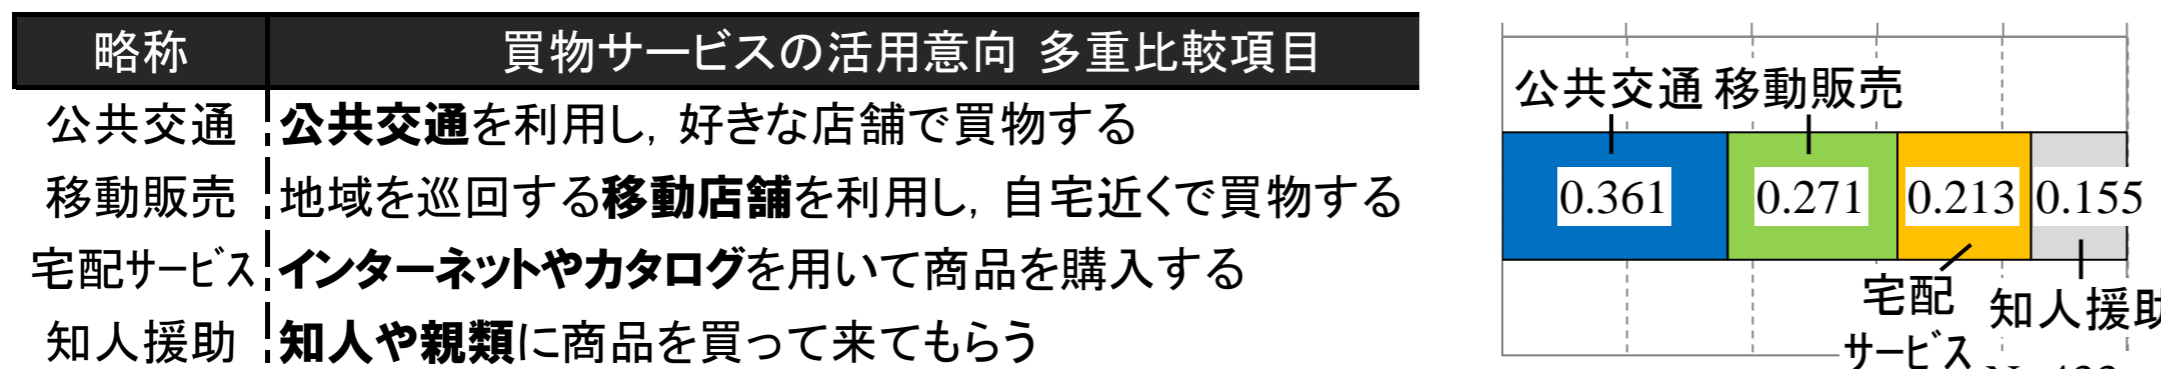 略称 買物サービスの活用意向 多重比較項目
公共交通 公共交通を利用し, 好きな店舗で買物する
移動販売 地域を巡回する移動店舗を利用し, 自宅近くで買物する
宅配サービス インターネットやカタログを用いて商品を購入する
知人援助 知人や親類に商品を買って来てもらう
公共交通 移動販売
0.361 0.271 0.213 0.155
宅配
サービス
知人援助